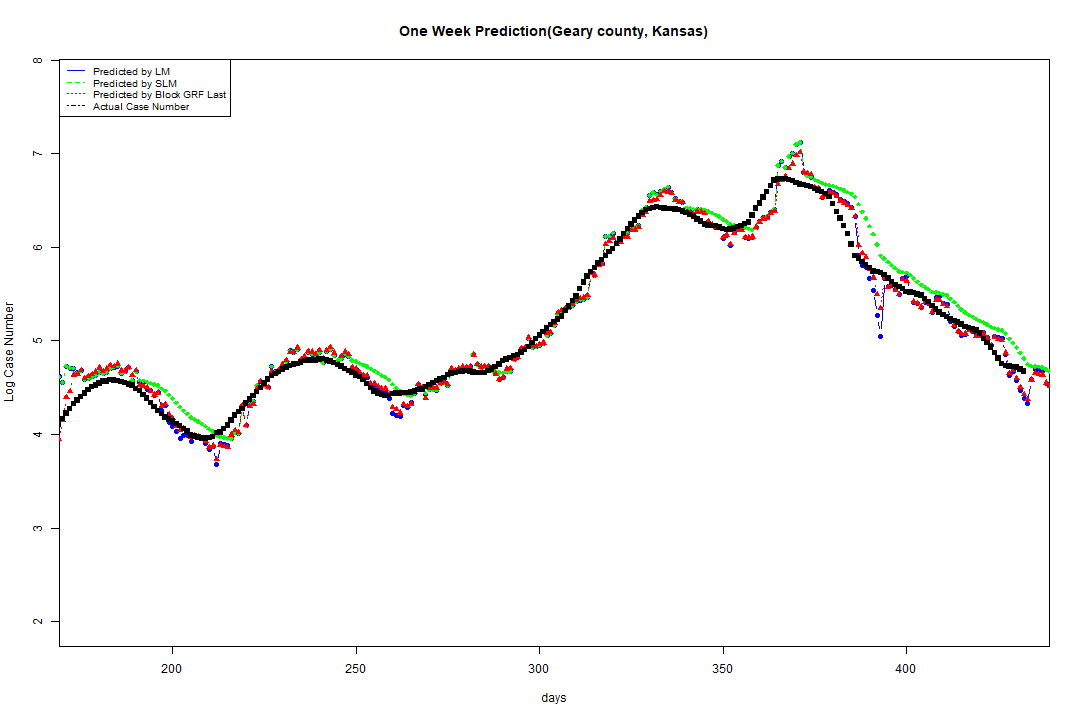 One Week Prediction(Geary county, Kansas)
Predicted by LM
Predicted by SLM
Predicted by Block GRF Last
Actual Case Number
8
7
6
5
4
3
2
Log Case Number
200 250 300 350 400
days